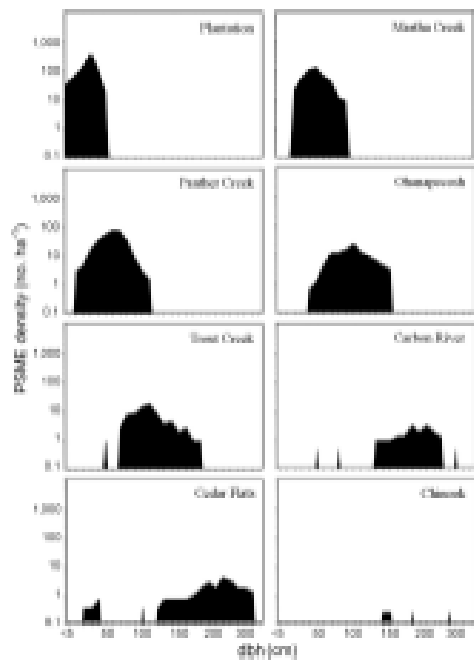 Plantation
Martha Creek
1,000
100
10
1
0.1
Panther Creek
Ohanapecosh
1,000
100
10
1
0.1
Trout Creek
Carbon River
1,000
100
10
1
0.1
Cedar Flats
Chinook
1,000
100
10
1
0.1
PSME density (no. ha⁻¹)
<5 50 100 150 200 250
<5 50 100 150 200 250
dbh (cm)